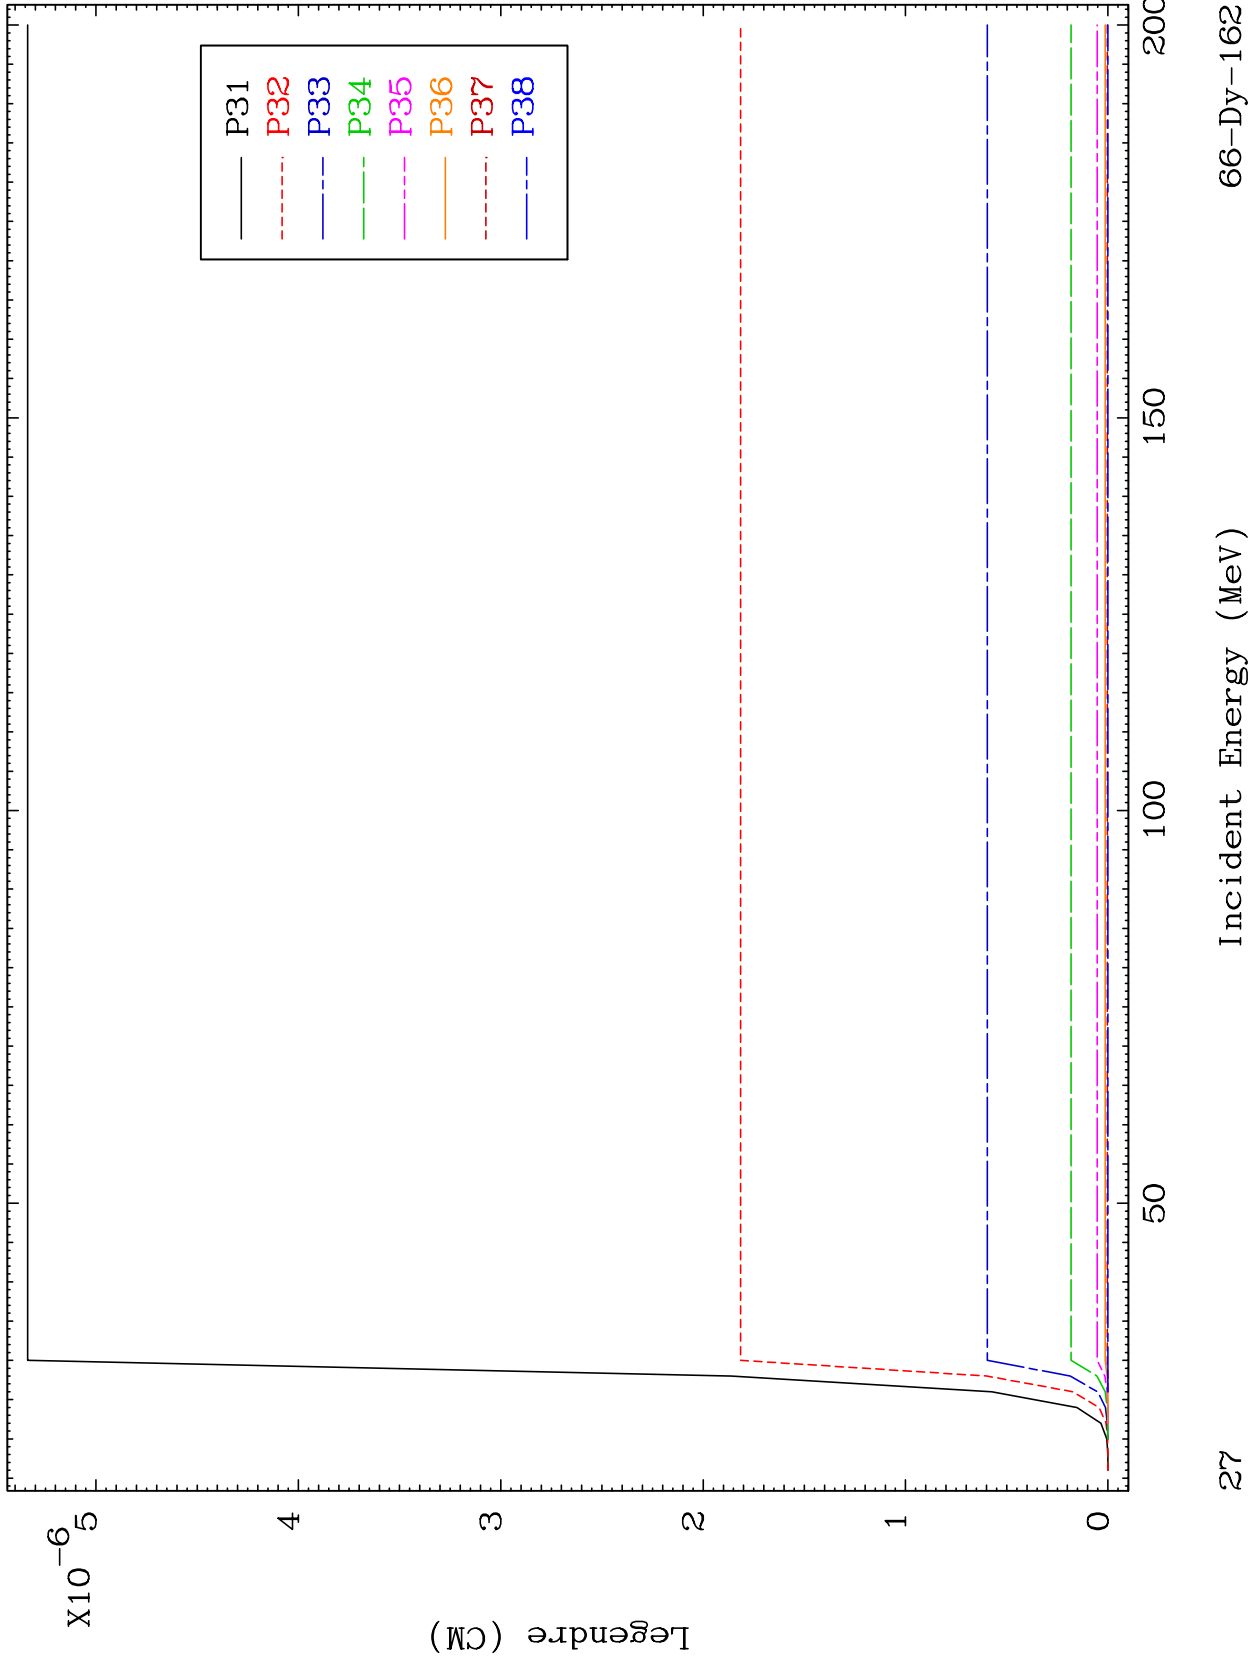 X10-6
5
4
3
2
1
0
Legendre (CM)
P31
P32
P33
P34
P35
P36
P37
P38
50
100
150
200
Incident Energy (MeV)
27
66-Dy-162